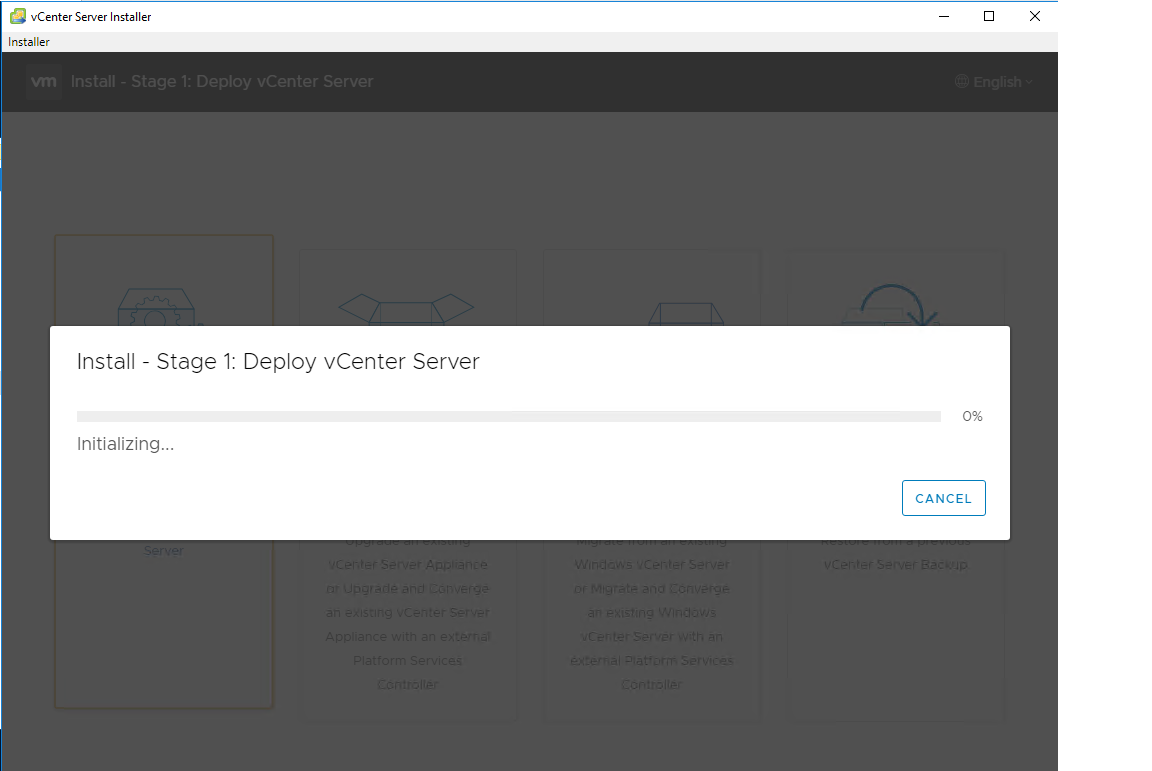 vCenter Server Installer
Installer
vm Install - Stage 1: Deploy vCenter Server English
Install - Stage 1: Deploy vCenter Server
0%
Initializing...
CANCEL
Server
Upgrade an existing
vCenter Server Appliance
or Upgrade and Converge
an existing vCenter Server
Appliance with an external
Platform Services
Controller
Migrate from an existing
Windows vCenter Server
or Migrate and Converge
an existing Windows
vCenter Server with an
external Platform Services
Controller
Restore from a previous
vCenter Server Backup